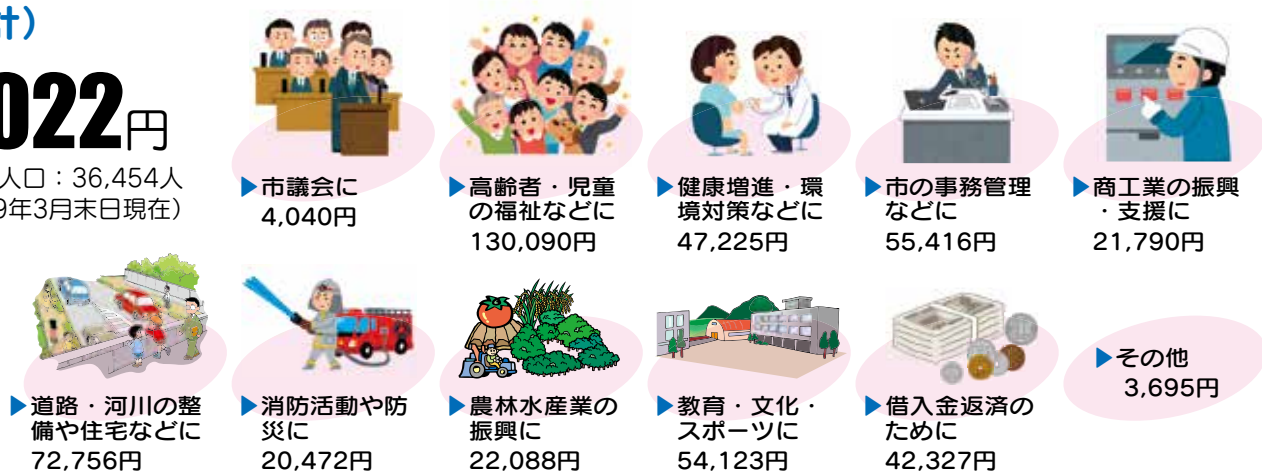 計）
022円
人口：36,454人
9年3月末日現在）
▶市議会に
4,040円
▶高齢者・児童
の福祉などに
130,090円
▶健康増進・環
境対策などに
47,225円
▶市の事務管理
などに
55,416円
▶商工業の振興
・支援に
21,790円
▶道路・河川の整
備や住宅などに
72,756円
▶消防活動や防
災に
20,472円
▶農林水産業の
振興に
22,088円
▶教育・文化・
スポーツに
54,123円
▶借入金返済の
ために
42,327円
▶その他
3,695円